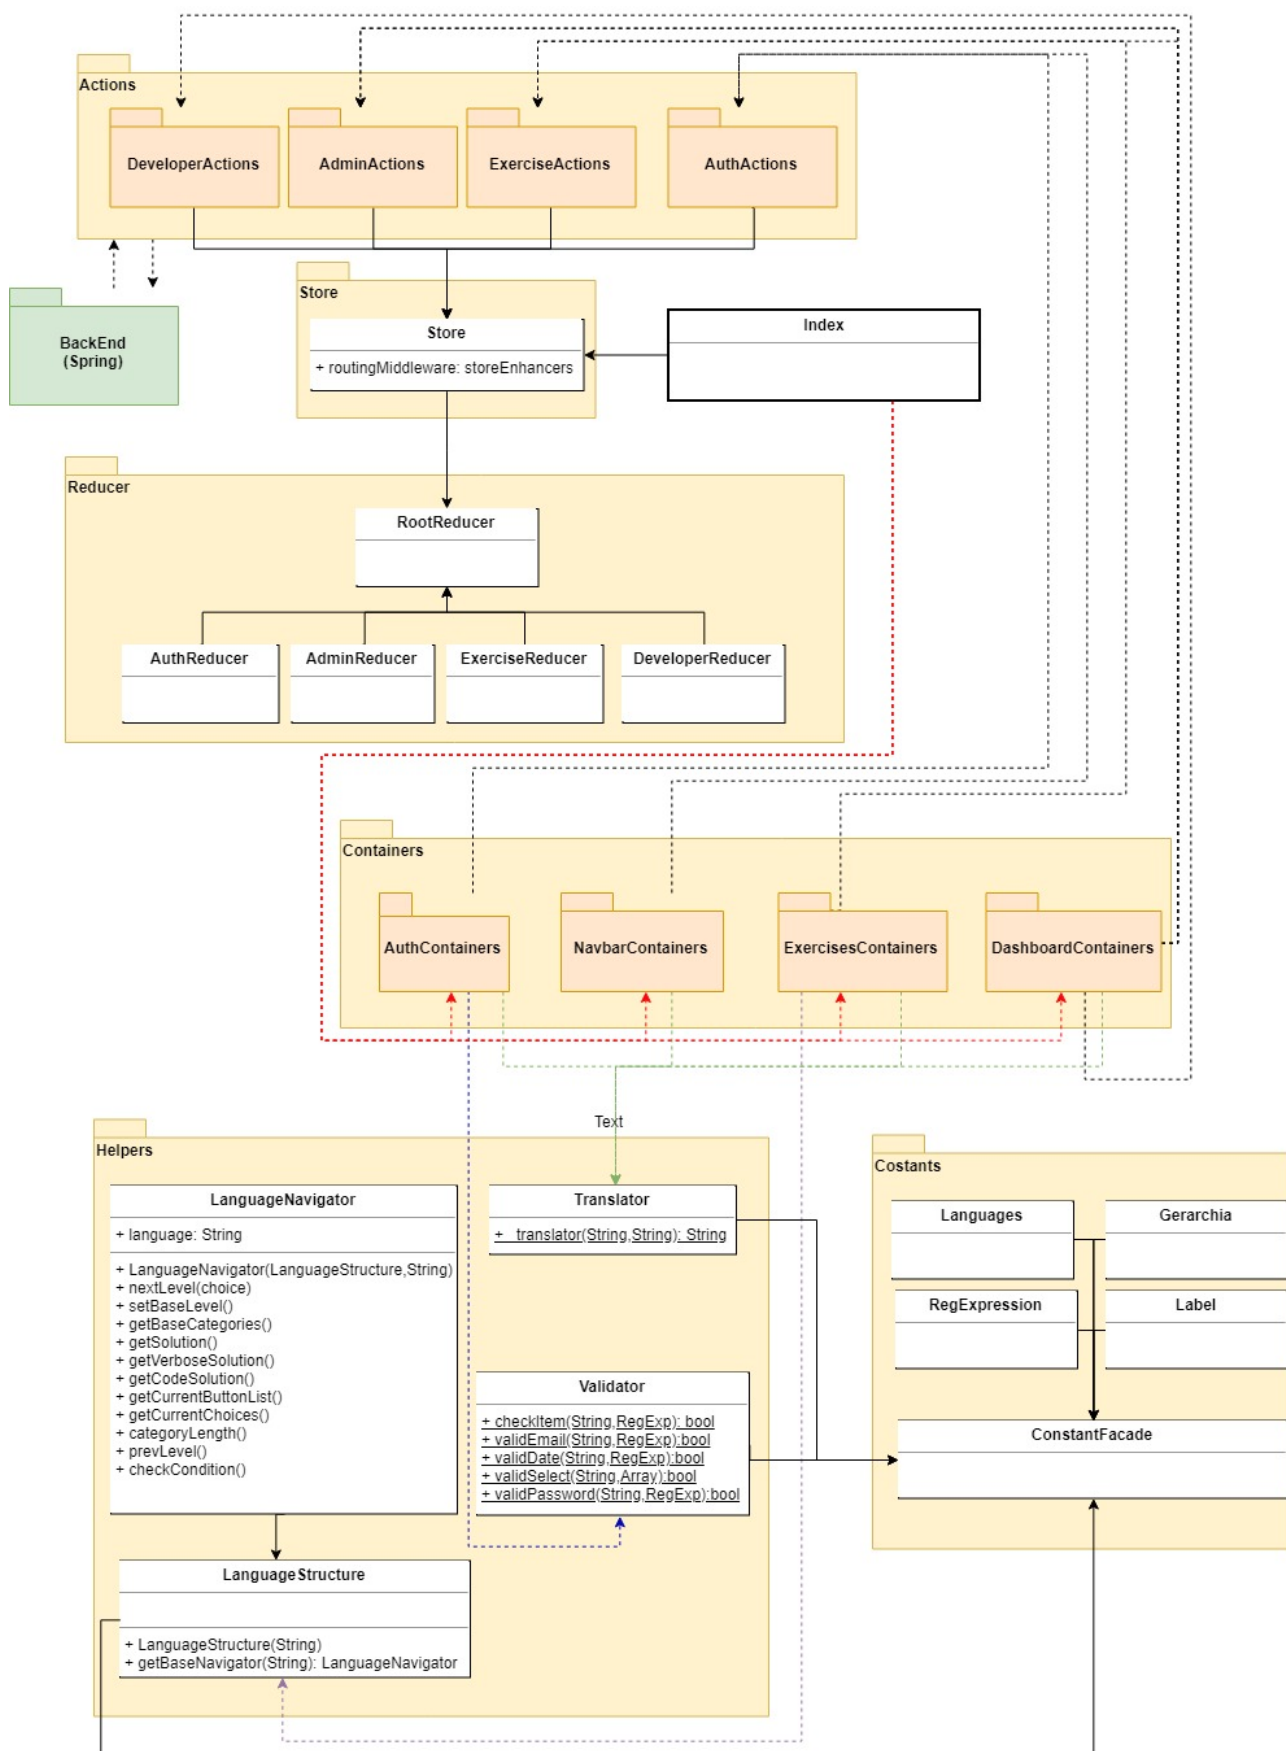 Actions
DeveloperActions
AdminActions
ExerciseActions
AuthActions
BackEnd
(Spring)
Store
Store
+ routingMiddleware: storeEnhancers
Index
Reducer
RootReducer
AuthReducer
AdminReducer
ExerciseReducer
DeveloperReducer
Containers
AuthContainers
NavbarContainers
ExercisesContainers
DashboardContainers
Text
Helpers
LanguageNavigator
+ language: String
+ LanguageNavigator(LanguageStructure,String)
+ nextLevel(choice)
+ setBaseLevel()
+ getBaseCategories()
+ getSolution()
+ getVerboseSolution()
+ getCodeSolution()
+ getCurrentButtonList()
+ getCurrentChoices()
+ categoryLength()
+ prevLevel()
+ checkCondition()
Translator
+ translator(String,String): String
Validator
+ checkItem(String,RegExp): bool
+ validEmail(String,RegExp):bool
+ validDate(String,RegExp):bool
+ validSelect(String,Array):bool
+ validPassword(String,RegExp):bool
LanguageStructure
+ LanguageStructure(String)
+ getBaseNavigator(String): LanguageNavigator
Costants
Languages
Gerarchia
RegExpression
Label
ConstantFacade